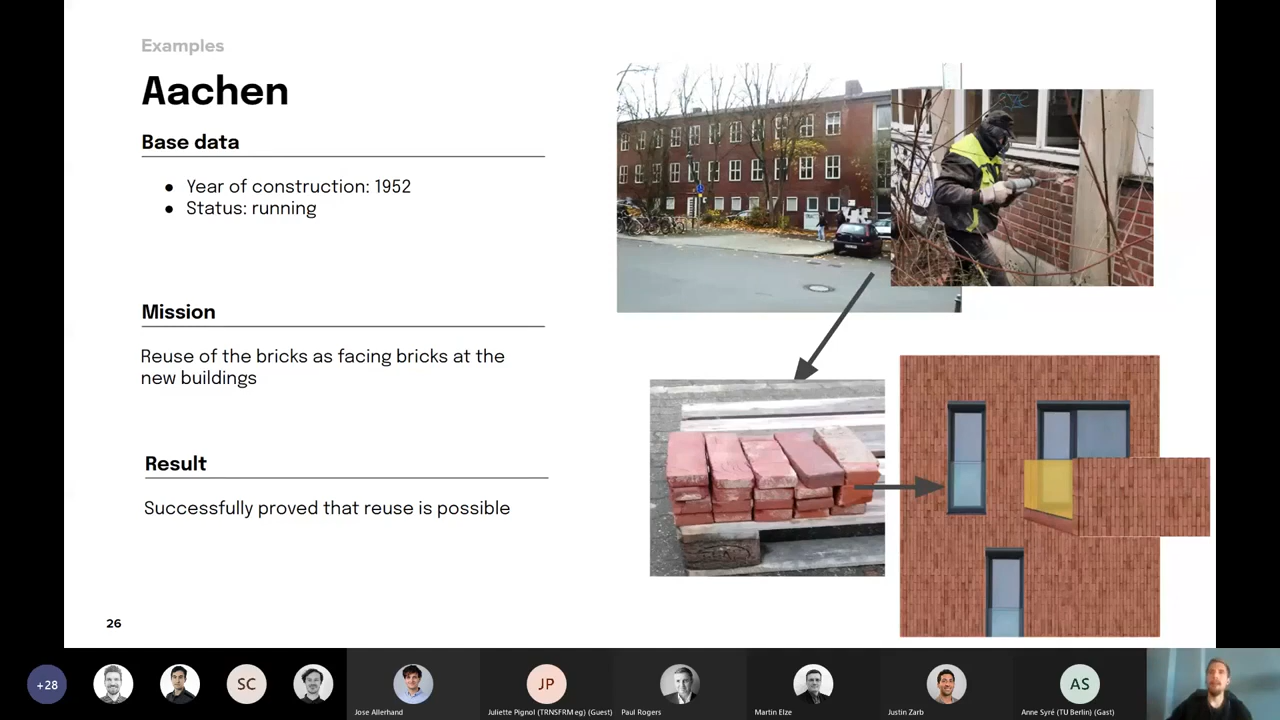 Examples
Aachen
Base data
● Year of construction: 1952
● Status: running
Mission
Reuse of the bricks as facing bricks at the
new buildings
Result
Successfully proved that reuse is possible
26
+28
SC
Jose Allerhand
JP
Juliette Pignol (TRNSFRM eg) (Guest)
Paul Rogers
Martin Elze
Justin Zarb
AS
Anne Syré (TU Berlin) (Gast)